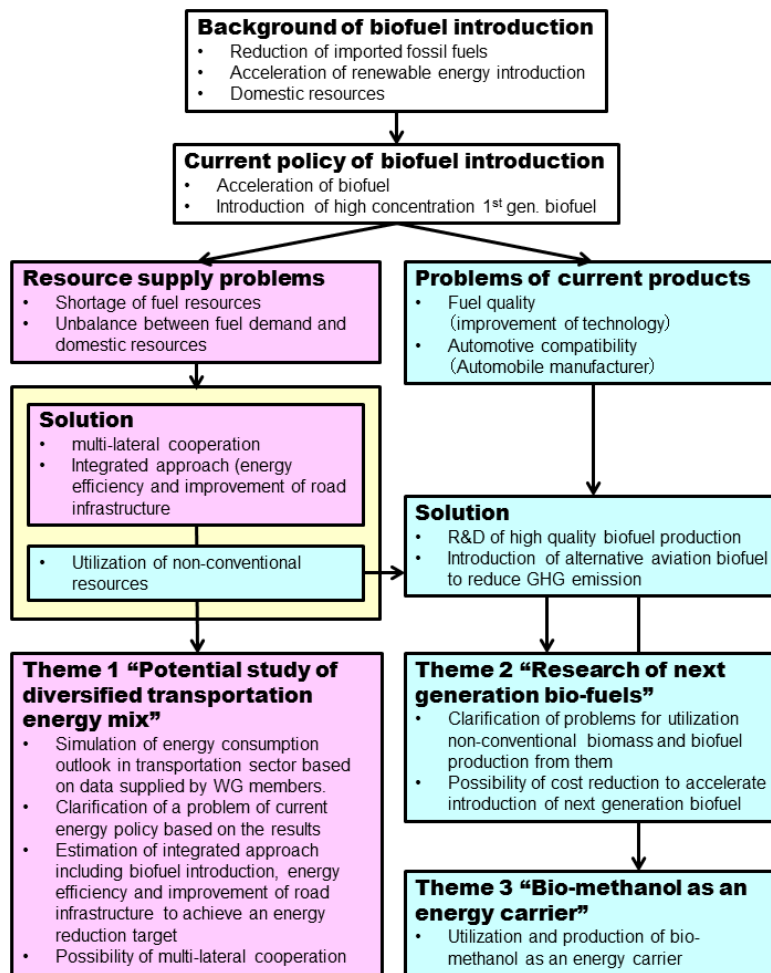 Background of biofuel introduction
• Reduction of imported fossil fuels
• Acceleration of renewable energy introduction
• Domestic resources
Current policy of biofuel introduction
• Acceleration of biofuel
• Introduction of high concentration 1st gen. biofuel
Resource supply problems
• Shortage of fuel resources
• Unbalance between fuel demand and
domestic resources
Problems of current products
• Fuel quality
(improvement of technology)
• Automotive compatibility
(Automobile manufacturer)
Solution
• multi-lateral cooperation
• Integrated approach (energy
efficiency and improvement of road
infrastructure
• Utilization of non-conventional
resources
Solution
• R&D of high quality biofuel production
• Introduction of alternative aviation biofuel
to reduce GHG emission
Theme 1 “Potential study of
diversified transportation
energy mix”
• Simulation of energy consumption
outlook in transportation sector based
on data supplied by WG members.
• Clarification of a problem of current
energy policy based on the results
• Estimation of integrated approach
including biofuel introduction, energy
efficiency and improvement of road
infrastructure to achieve an energy
reduction target
• Possibility of multi-lateral cooperation
Theme 2 “Research of next
generation bio-fuels”
• Clarification of problems for utilization
non-conventional biomass and biofuel
production from them
• Possibility of cost reduction to accelerate
introduction of next generation biofuel
Theme 3 “Bio-methanol as an
energy carrier”
• Utilization and production of bio-
methanol as an energy carrier